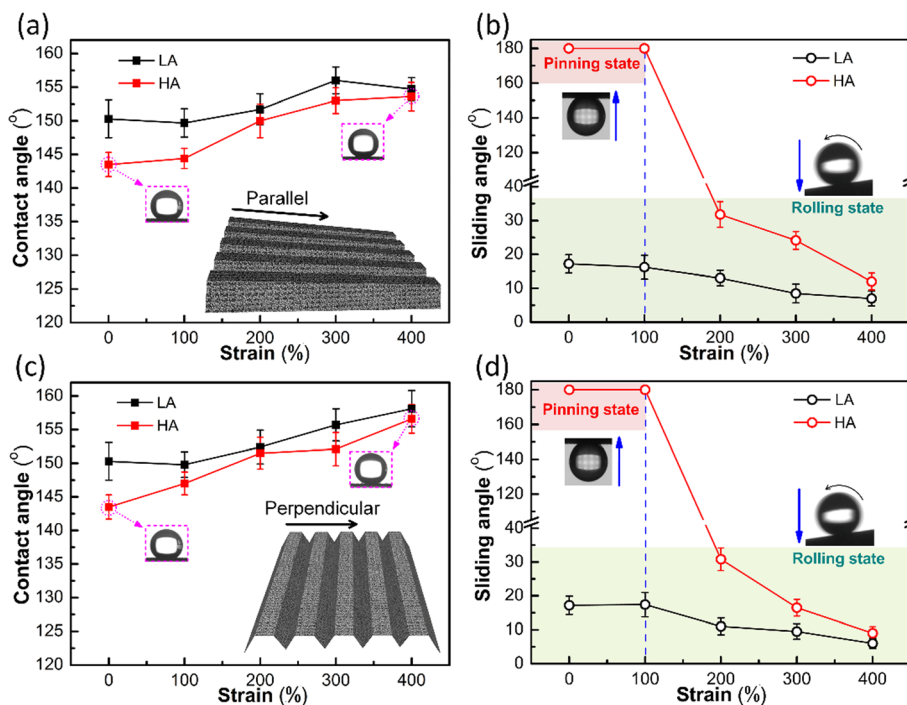 (a)
160
155
150
145
140
135
130
125
120
Contact angle (°)
LA
HA
Parallel
0 100 200 300 400
Strain (%)
(b)
180
160
140
120
100
40
30
20
10
0
Sliding angle (°)
Pinning state
LA
HA
Rolling state
0 100 200 300 400
Strain (%)
(c)
160
155
150
145
140
135
130
125
120
Contact angle (°)
LA
HA
Perpendicular
0 100 200 300 400
Strain (%)
(d)
180
160
140
120
100
40
30
20
10
0
Sliding angle (°)
Pinning state
LA
HA
Rolling state
0 100 200 300 400
Strain (%)